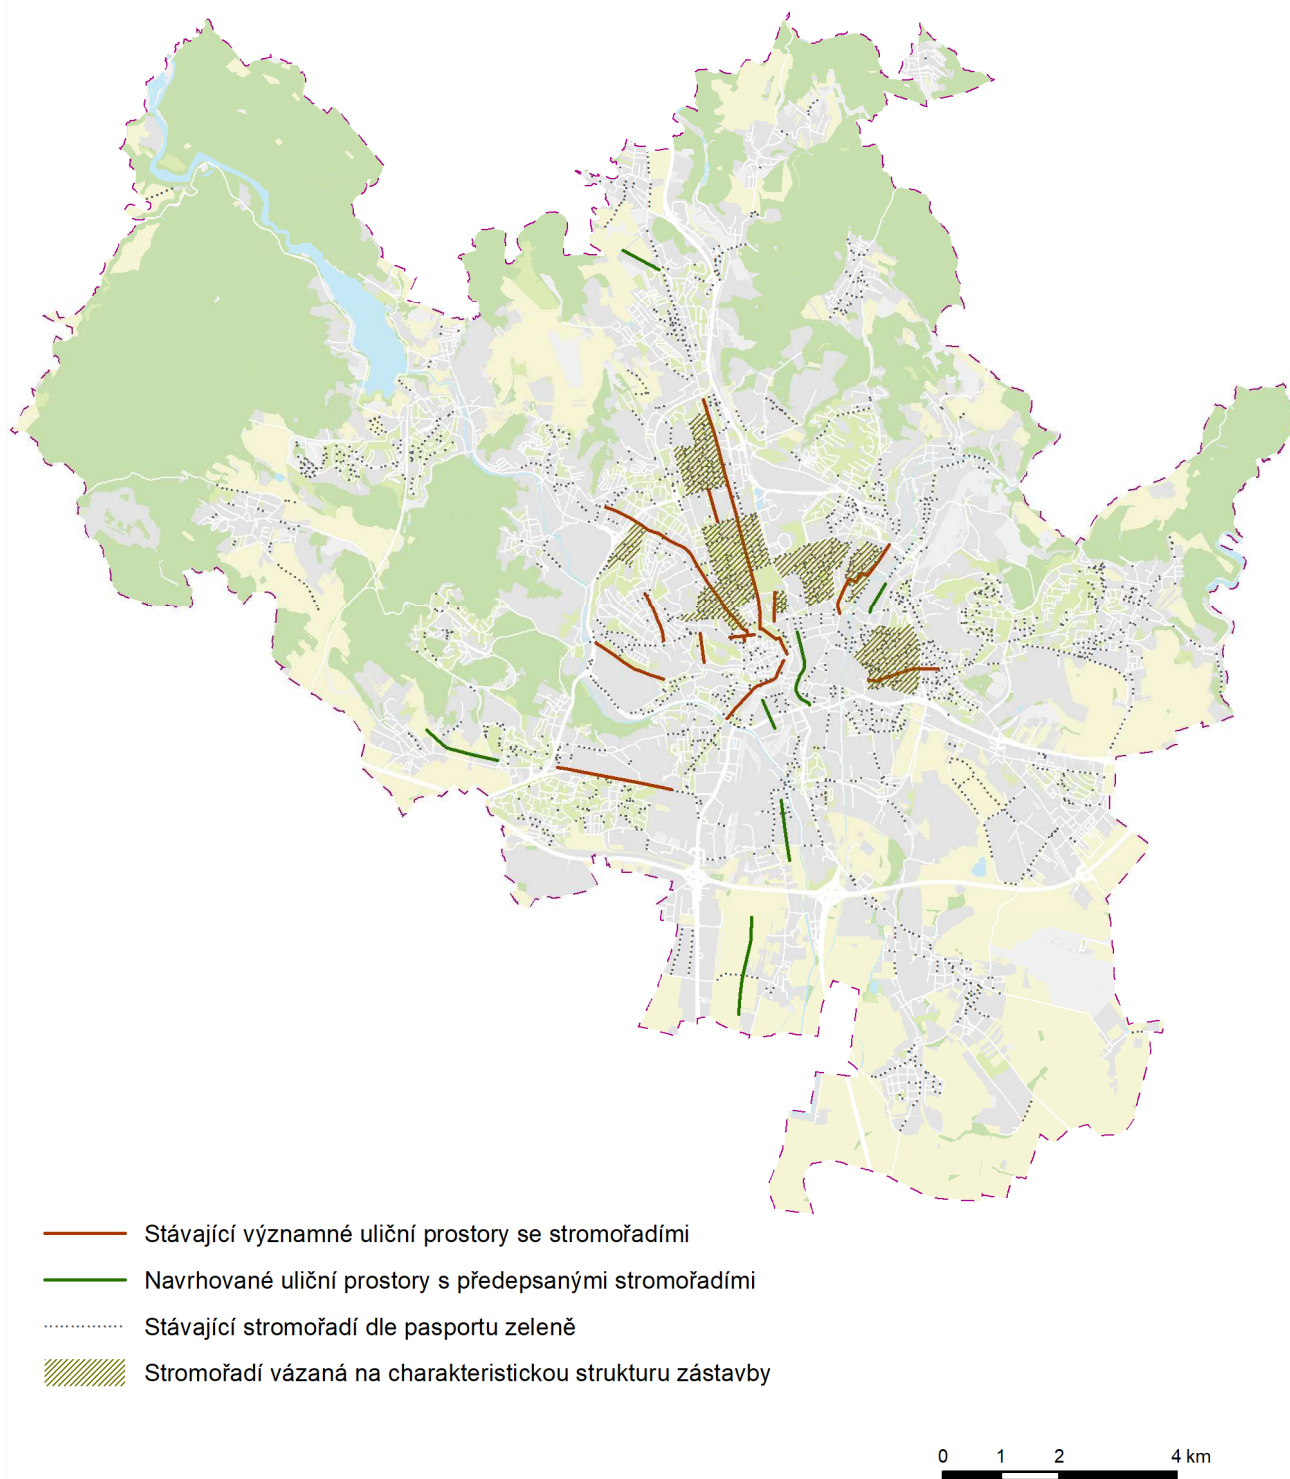 Stávající významné uliční prostory se stromořadími
Navrhované uliční prostory s předepsanými stromořadími
Stávající stromořadí dle pasportu zeleně
Stromořadí vázaná na charakteristickou strukturu zástavby
0 1 2 4 km